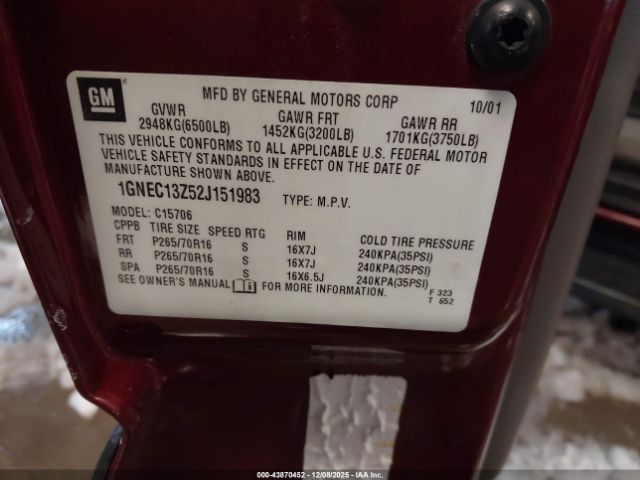 GM
MFD BY GENERAL MOTORS CORP 10/01
GVWR GAWR FRT GAWR RR
2948KG(6500LB) 1452KG(3200LB) 1701KG(3750LB)
THIS VEHICLE CONFORMS TO ALL APPLICABLE U.S. FEDERAL MOTOR
VEHICLE SAFETY STANDARDS IN EFFECT ON THE DATE OF
MANUFACTURE SHOWN ABOVE.
1GNEC13Z52J151983 TYPE: M.P.V.
MODEL: C15706
CPPB TIRE SIZE SPEED RTG RIM COLD TIRE PRESSURE
FRT P265/70R16 S 16X7J 240KPA(35PSI)
RR P265/70R16 S 16X7J 240KPA(35PSI)
SPA P265/70R16 S 16X6.5J 240KPA(35PSI)
SEE OWNER'S MANUAL FOR MORE INFORMATION.
F 323
T 652
00-43870452 - 12/08/2025 - IAA Inc.